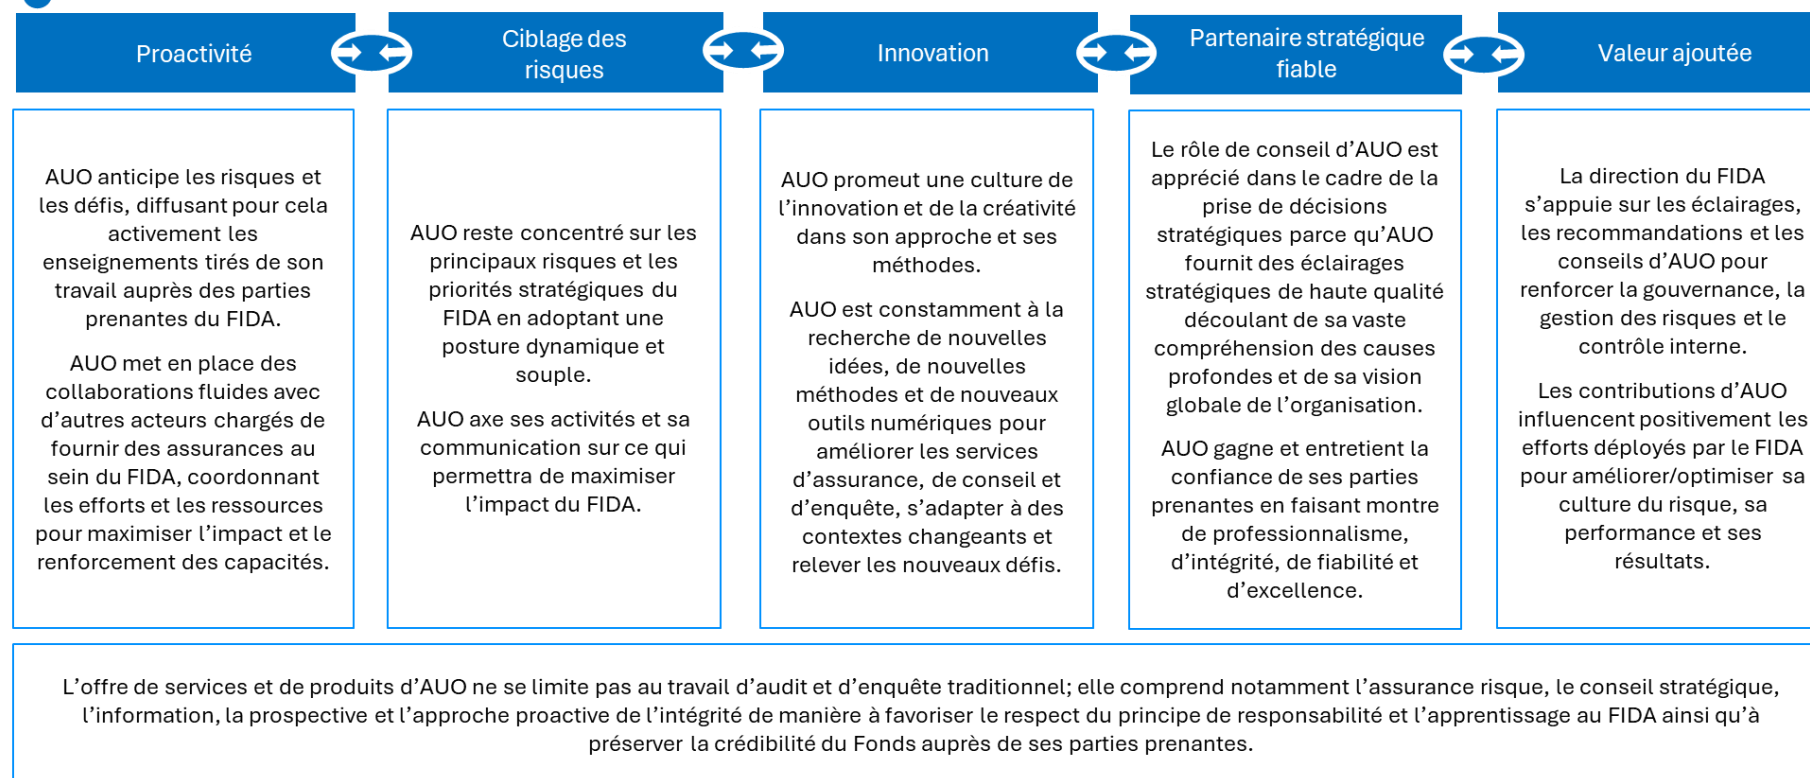 Proactivité
Ciblage des
risques
Innovation
Partenaire stratégique
fiable
Valeur ajoutée
AUO anticipe les risques et
les défis, diffusant pour cela
activement les
enseignements tirés de son
travail auprès des parties
prenantes du FIDA.
AUO met en place des
collaborations fluides avec
d’autres acteurs chargés de
fournir des assurances au
sein du FIDA, coordonnant
les efforts et les ressources
pour maximiser l’impact et le
renforcement des capacités.
AUO reste concentré sur les
principaux risques et les
priorités stratégiques du
FIDA en adoptant une
posture dynamique et
souple.
AUO axe ses activités et sa
communication sur ce qui
permettra de maximiser
l’impact du FIDA.
AUO promeut une culture de
l’innovation et de la créativité
dans son approche et ses
méthodes.
AUO est constamment à la
recherche de nouvelles
idées, de nouvelles
méthodes et de nouveaux
outils numériques pour
améliorer les services
d’assurance, de conseil et
d’enquête, s’adapter à des
contextes changeants et
relever les nouveaux défis.
Le rôle de conseil d’AUO est
apprécié dans le cadre de la
prise de décisions
stratégiques parce qu’AUO
fournit des éclairages
stratégiques de haute qualité
découlant de sa vaste
compréhension des causes
profondes et de sa vision
globale de l’organisation.
AUO gagne et entretient la
confiance de ses parties
prenantes en faisant montre
de professionnalisme,
d’intégrité, de fiabilité et
d’excellence.
La direction du FIDA
s’appuie sur les éclairages,
les recommandations et les
conseils d’AUO pour
renforcer la gouvernance, la
gestion des risques et le
contrôle interne.
Les contributions d’AUO
influencent positivement les
efforts déployés par le FIDA
pour améliorer/optimiser sa
culture du risque, sa
performance et ses
résultats.
L’offre de services et de produits d’AUO ne se limite pas au travail d’audit et d’enquête traditionnel; elle comprend notamment l’assurance risque, le conseil stratégique,
l’information, la prospective et l’approche proactive de l’intégrité de manière à favoriser le respect du principe de responsabilité et l’apprentissage au FIDA ainsi qu’à
préserver la crédibilité du Fonds auprès de ses parties prenantes.